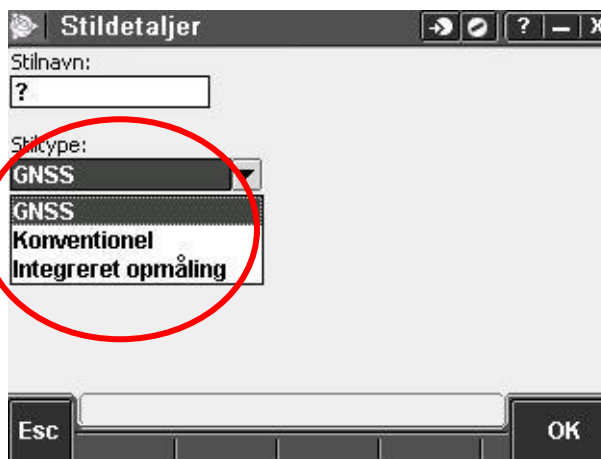 Stildetaljer ? X
Stilnavn:
?
Stiltype:
GNSS
GNSS
Konventionel
Integreret opmåling
Esc OK